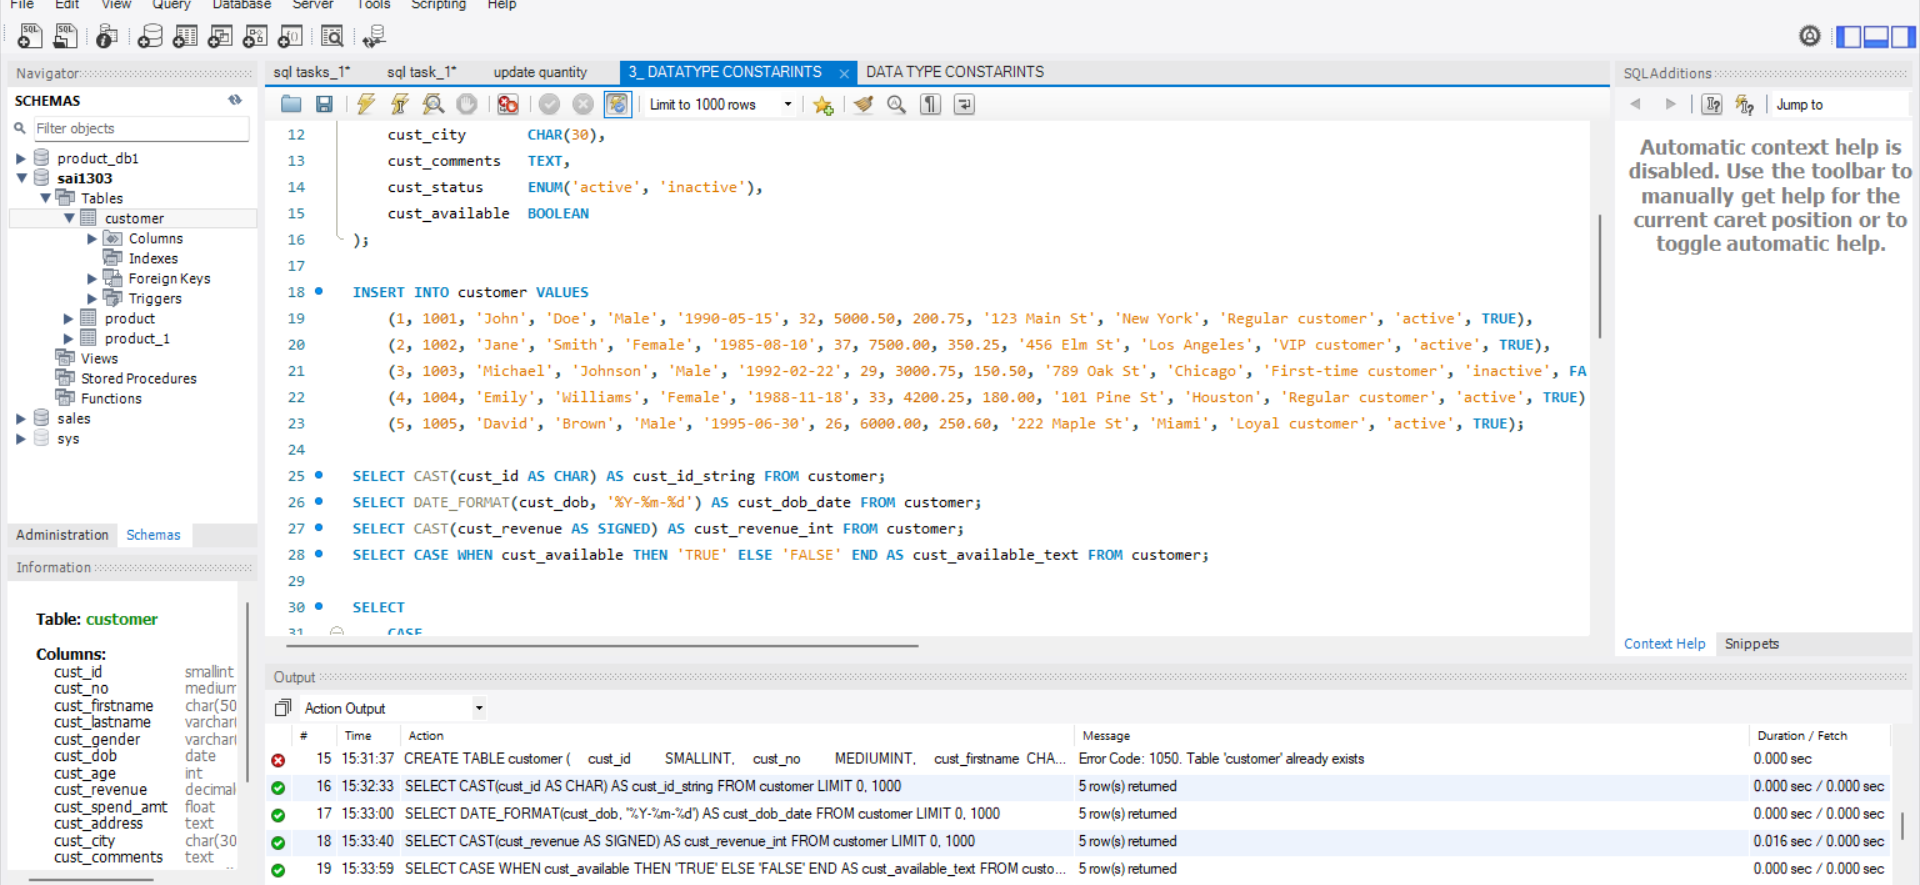 File Edit View Query Database Server Tools Scripting Help
Navigator
SCHEMAS
Filter objects
product_db1
sai1303
Tables
customer
Columns
Indexes
Foreign Keys
Triggers
product
product_1
Views
Stored Procedures
Functions
sales
sys
Administration Schemas
Information
Table: customer
Columns:
cust_id smallint
cust_no medium
cust_firstname char(50
cust_lastname varchar(
cust_gender varchar(
cust_dob date
cust_age int
cust_revenue decimal
cust_spend_amt float
cust_address text
cust_city char(30
cust_comments text
sql tasks_1* sql task_1* update quantity 3_ DATATYPE CONSTARINTS DATA TYPE CONSTARINTS
Limit to 1000 rows
12 cust_city CHAR(30),
13 cust_comments TEXT,
14 cust_status ENUM('active', 'inactive'),
15 cust_available BOOLEAN
16 );
17
18 INSERT INTO customer VALUES
19 (1, 1001, 'John', 'Doe', 'Male', '1990-05-15', 32, 5000.50, 200.75, '123 Main St', 'New York', 'Regular customer', 'active', TRUE),
20 (2, 1002, 'Jane', 'Smith', 'Female', '1985-08-10', 37, 7500.00, 350.25, '456 Elm St', 'Los Angeles', 'VIP customer', 'active', TRUE),
21 (3, 1003, 'Michael', 'Johnson', 'Male', '1992-02-22', 29, 3000.75, 150.50, '789 Oak St', 'Chicago', 'First-time customer', 'inactive', FA
22 (4, 1004, 'Emily', 'Williams', 'Female', '1988-11-18', 33, 4200.25, 180.00, '101 Pine St', 'Houston', 'Regular customer', 'active', TRUE)
23 (5, 1005, 'David', 'Brown', 'Male', '1995-06-30', 26, 6000.00, 250.60, '222 Maple St', 'Miami', 'Loyal customer', 'active', TRUE);
24
25 SELECT CAST(cust_id AS CHAR) AS cust_id_string FROM customer;
26 SELECT DATE_FORMAT(cust_dob, '%Y-%m-%d') AS cust_dob_date FROM customer;
27 SELECT CAST(cust_revenue AS SIGNED) AS cust_revenue_int FROM customer;
28 SELECT CASE WHEN cust_available THEN 'TRUE' ELSE 'FALSE' END AS cust_available_text FROM customer;
29
30 SELECT
31 CASE
SQLAdditions
Jump to
Automatic context help is
disabled. Use the toolbar to
manually get help for the
current caret position or to
toggle automatic help.
Context Help Snippets
Output
Action Output
# Time Action Message Duration / Fetch
15 15:31:37 CREATE TABLE customer ( cust_id SMALLINT, cust_no MEDIUMINT, cust_firstname CHA... Error Code: 1050. Table 'customer' already exists 0.000 sec
16 15:32:33 SELECT CAST(cust_id AS CHAR) AS cust_id_string FROM customer LIMIT 0, 1000 5 row(s) returned 0.000 sec / 0.000 sec
17 15:33:00 SELECT DATE_FORMAT(cust_dob, '%Y-%m-%d') AS cust_dob_date FROM customer LIMIT 0, 1000 5 row(s) returned 0.000 sec / 0.000 sec
18 15:33:40 SELECT CAST(cust_revenue AS SIGNED) AS cust_revenue_int FROM customer LIMIT 0, 1000 5 row(s) returned 0.016 sec / 0.000 sec
19 15:33:59 SELECT CASE WHEN cust_available THEN 'TRUE' ELSE 'FALSE' END AS cust_available_text FROM custo... 5 row(s) returned 0.000 sec / 0.000 sec